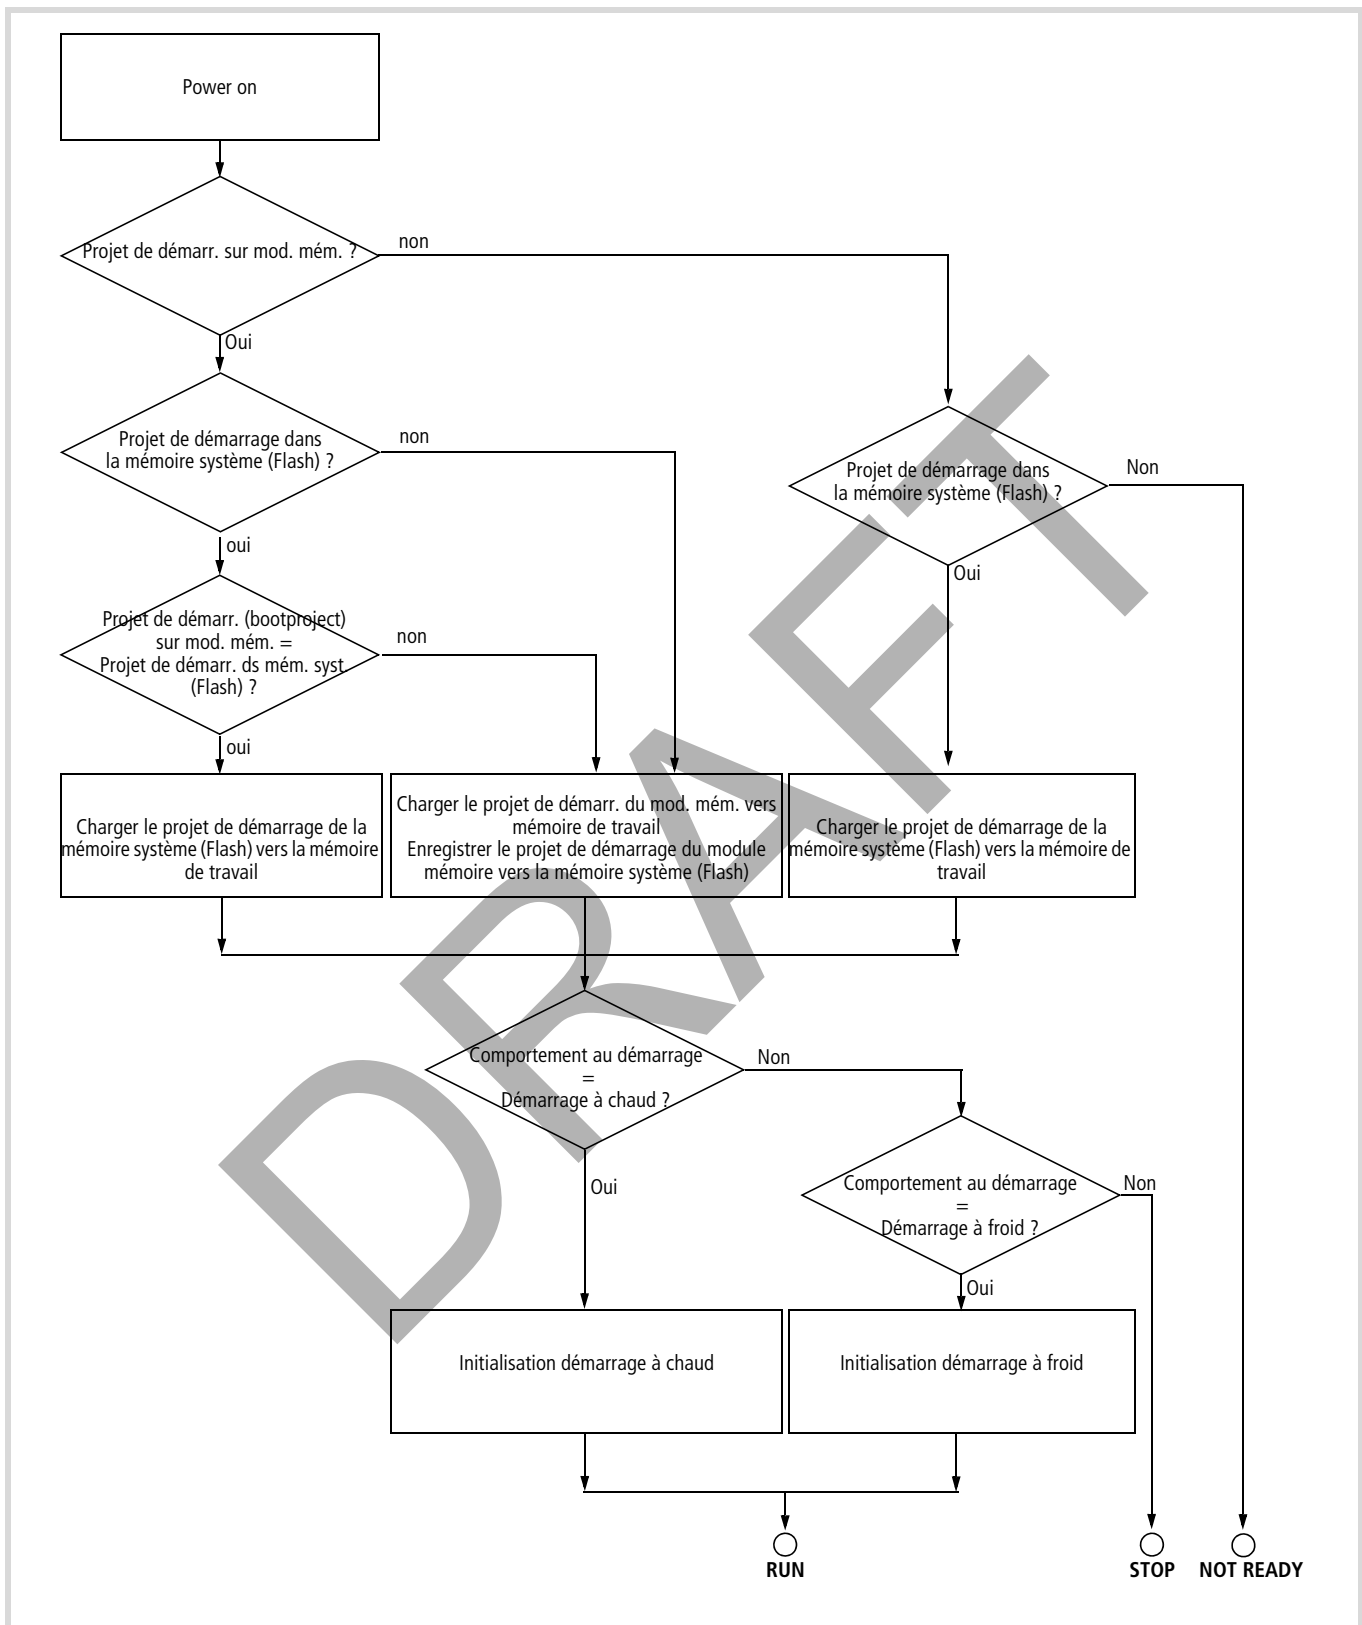 Power on
Projet de démarr. sur mod. mém. ?
non
Oui
Projet de démarrage dans
la mémoire système (Flash) ?
non
Projet de démarrage dans
la mémoire système (Flash) ?
Non
oui
Oui
Projet de démarr. (bootproject)
sur mod. mém. =
Projet de démarr. ds mém. syst.
(Flash) ?
non
oui
Charger le projet de démarrage de la
mémoire système (Flash) vers la mémoire
de travail
Charger le projet de démarr. du mod. mém. vers
mémoire de travail
Enregistrer le projet de démarrage du module
mémoire vers la mémoire système (Flash)
Charger le projet de démarrage de la
mémoire système (Flash) vers la mémoire de
travail
Comportement au démarrage
=
Démarrage à chaud ?
Non
Oui
Comportement au démarrage
=
Démarrage à froid ?
Non
Oui
Initialisation démarrage à chaud
Initialisation démarrage à froid
RUN
STOP
NOT READY
DRAFT